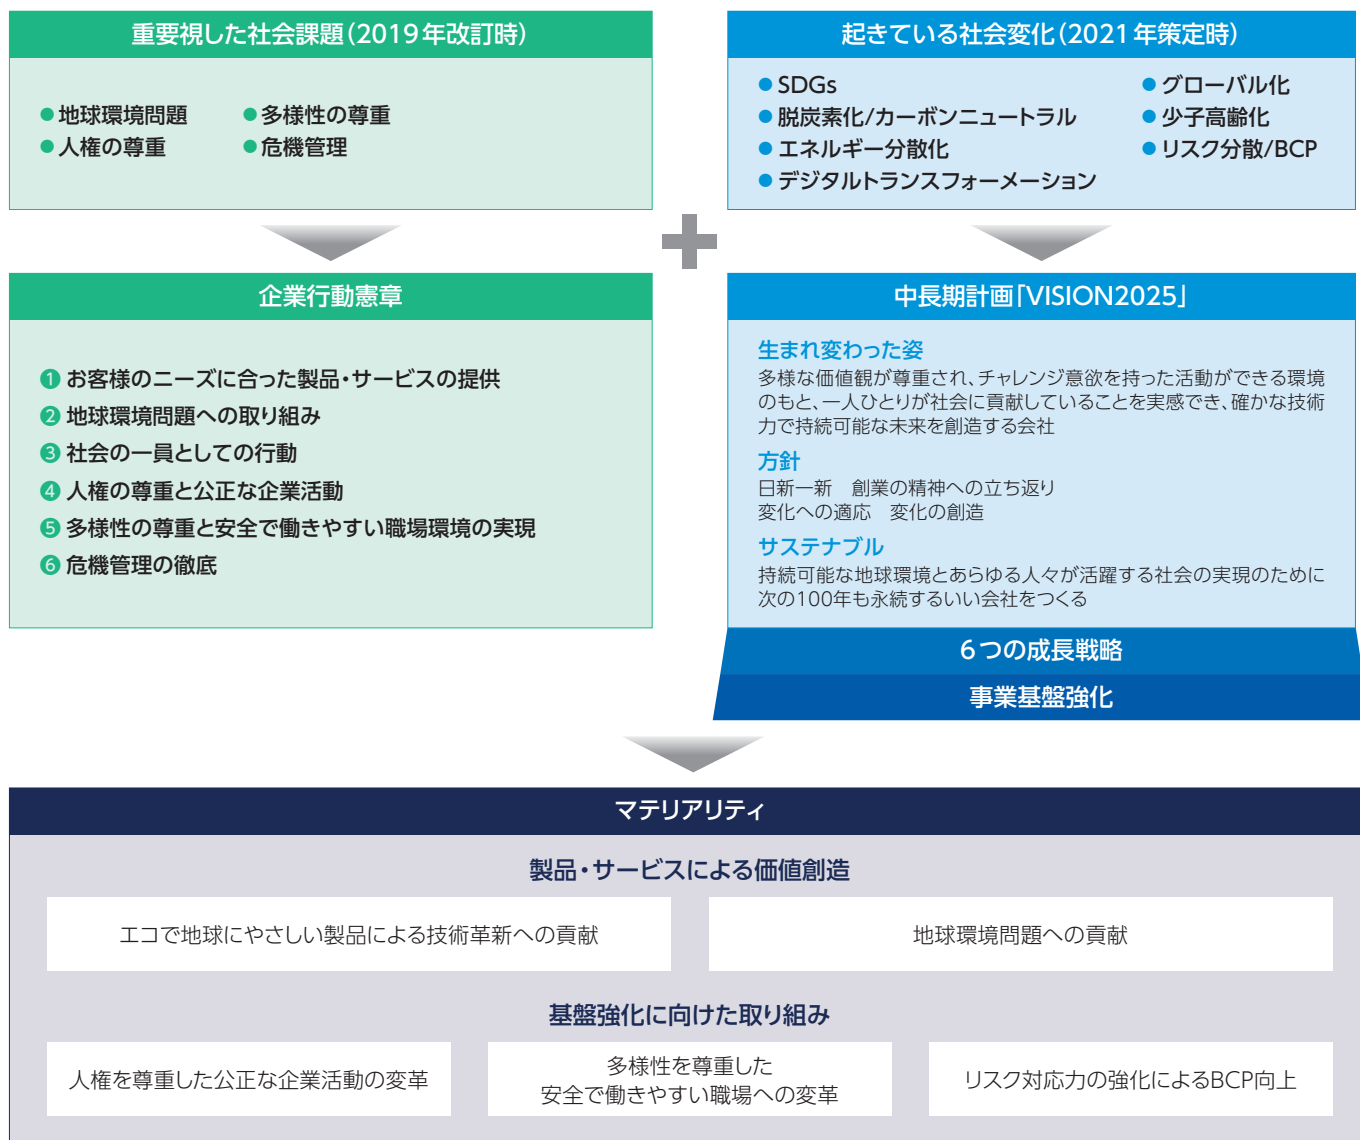 重要視した社会課題（2019年改訂時）
● 地球環境問題
● 多様性の尊重
● 人権の尊重
● 危機管理
起きている社会変化（2021年策定時）
● SDGs
● グローバル化
● 脱炭素化/カーボンニュートラル
● 少子高齢化
● エネルギー分散化
● リスク分散/BCP
● デジタルトランスフォーメーション
企業行動憲章
❶ お客様のニーズに合った製品・サービスの提供
❷ 地球環境問題への取り組み
❸ 社会の一員としての行動
❹ 人権の尊重と公正な企業活動
❺ 多様性の尊重と安全で働きやすい職場環境の実現
❻ 危機管理の徹底
中長期計画「VISION2025」
生まれ変わった姿
多様な価値観が尊重され、チャレンジ意欲を持った活動ができる環境
のもと、一人ひとりが社会に貢献していることを実感でき、確かな技術
力で持続可能な未来を創造する会社
方針
日新一新　創業の精神への立ち返り
変化への適応　変化の創造
サステナブル
持続可能な地球環境とあらゆる人々が活躍する社会の実現のために
次の100年も永続するいい会社をつくる
6つの成長戦略
事業基盤強化
マテリアリティ
製品・サービスによる価値創造
エコで地球にやさしい製品による技術革新への貢献
地球環境問題への貢献
基盤強化に向けた取り組み
人権を尊重した公正な企業活動の変革
多様性を尊重した
安全で働きやすい職場への変革
リスク対応力の強化によるBCP向上